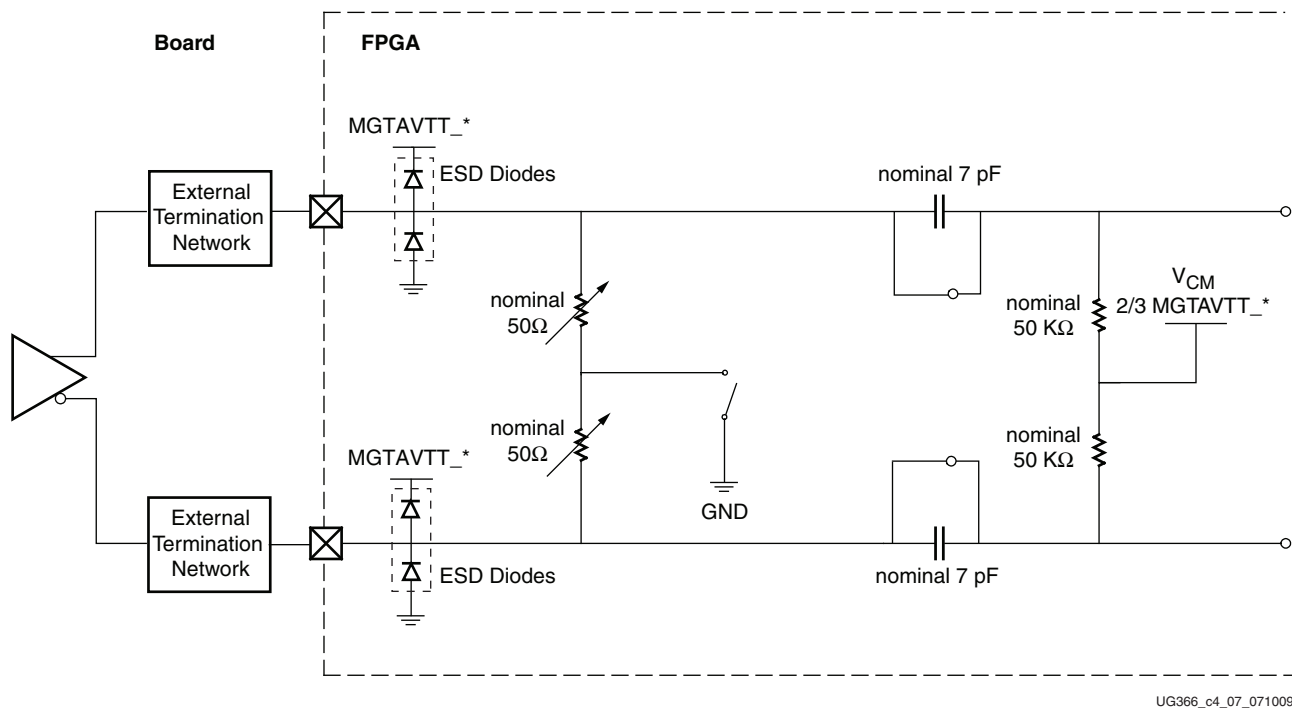 Board
FPGA
MGTAVTT_*
ESD Diodes
nominal 7 pF
External
Termination
Network
nominal
50Ω
V_CM
2/3 MGTAVTT_*
nominal
50 KΩ
nominal
50Ω
nominal
50 KΩ
MGTAVTT_*
GND
External
Termination
Network
ESD Diodes
nominal 7 pF
UG366_c4_07_071009